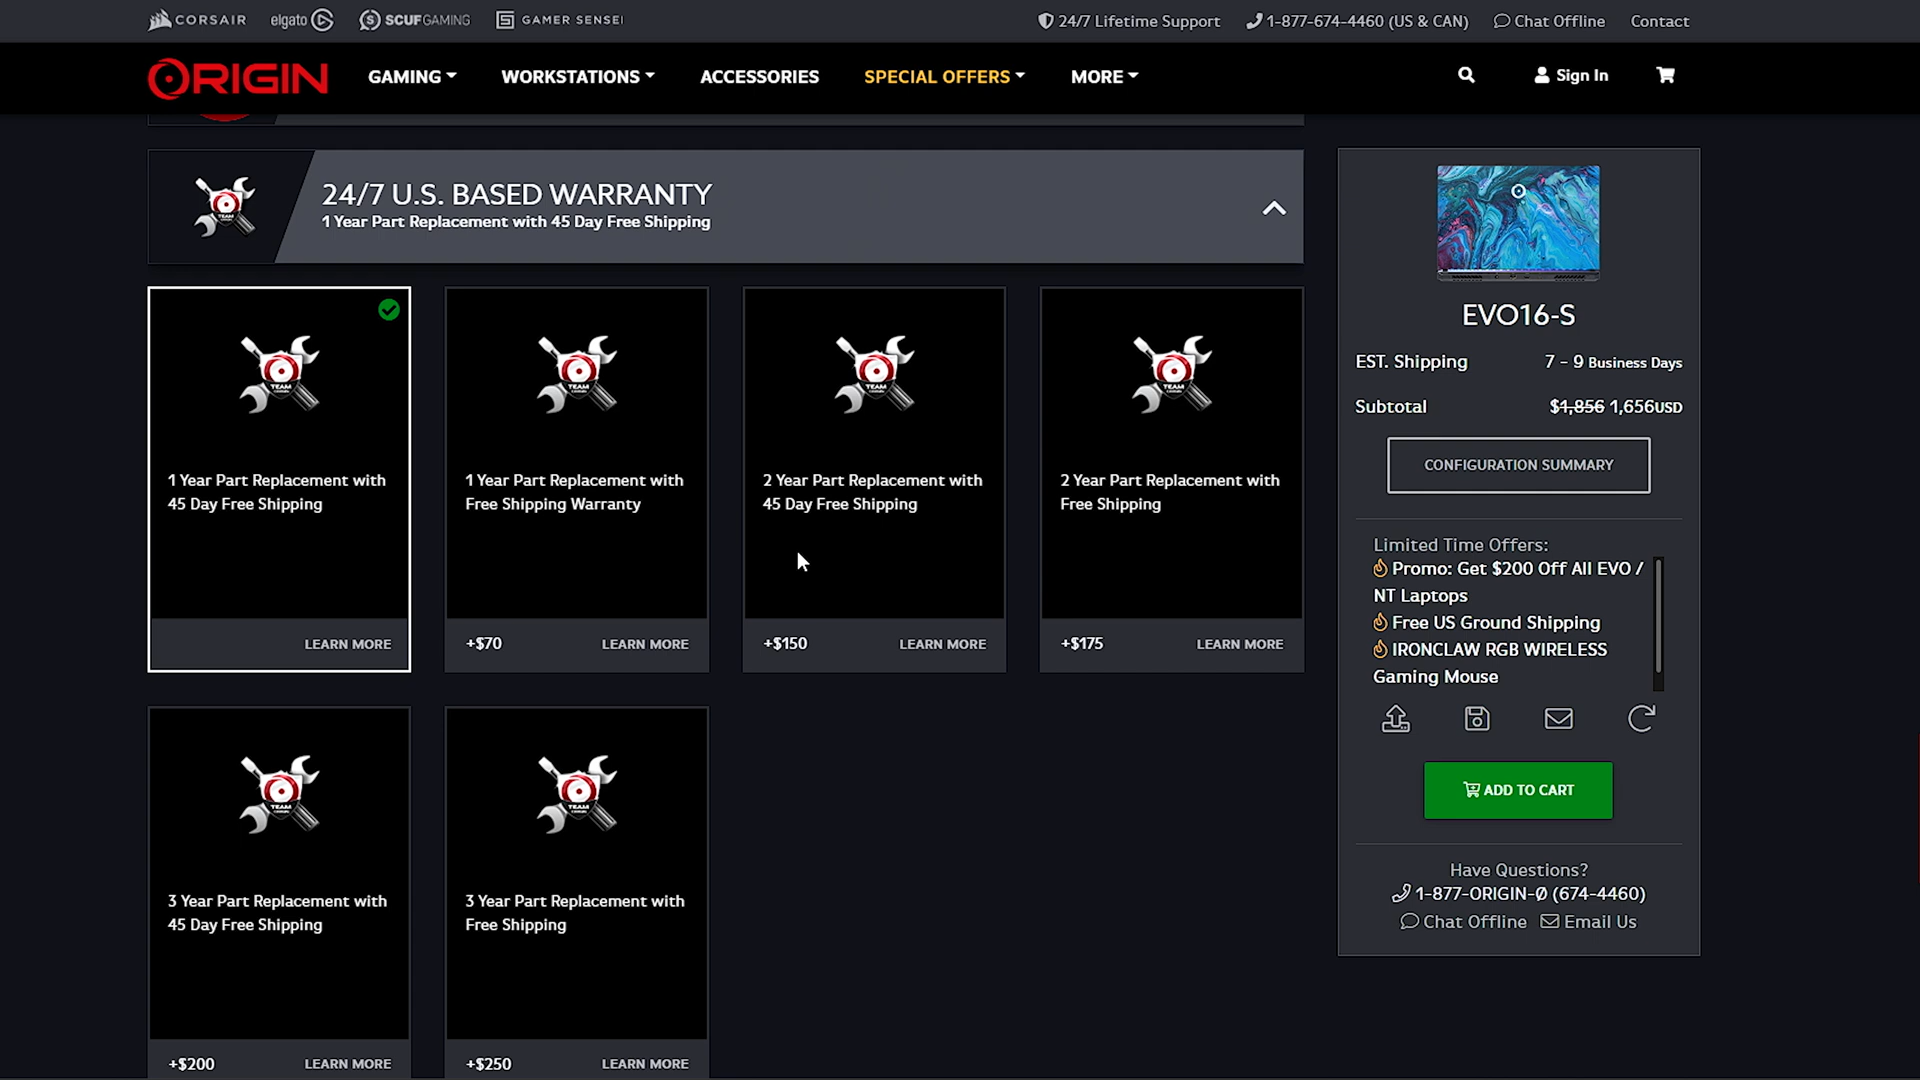 CORSAIR elgato SCUFGAMING GAMER SENSEI 24/7 Lifetime Support 1-877-674-4460 (US & CAN) Chat Offline Contact
ORIGIN GAMING WORKSTATIONS ACCESSORIES SPECIAL OFFERS MORE Sign In
24/7 U.S. BASED WARRANTY
1 Year Part Replacement with 45 Day Free Shipping
TEAM
1 Year Part Replacement with
45 Day Free Shipping
LEARN MORE
TEAM
1 Year Part Replacement with
Free Shipping Warranty
+$70 LEARN MORE
TEAM
2 Year Part Replacement with
45 Day Free Shipping
+$150 LEARN MORE
TEAM
2 Year Part Replacement with
Free Shipping
+$175 LEARN MORE
TEAM
3 Year Part Replacement with
45 Day Free Shipping
+$200 LEARN MORE
TEAM
3 Year Part Replacement with
Free Shipping
+$250 LEARN MORE
TEAM
EVO16-S
EST. Shipping 7 - 9 Business Days
Subtotal $1,856 1,656USD
CONFIGURATION SUMMARY
Limited Time Offers:
Promo: Get $200 Off All EVO /
NT Laptops
Free US Ground Shipping
IRONCLAW RGB WIRELESS
Gaming Mouse
ADD TO CART
Have Questions?
1-877-ORIGIN-Ø (674-4460)
Chat Offline Email Us